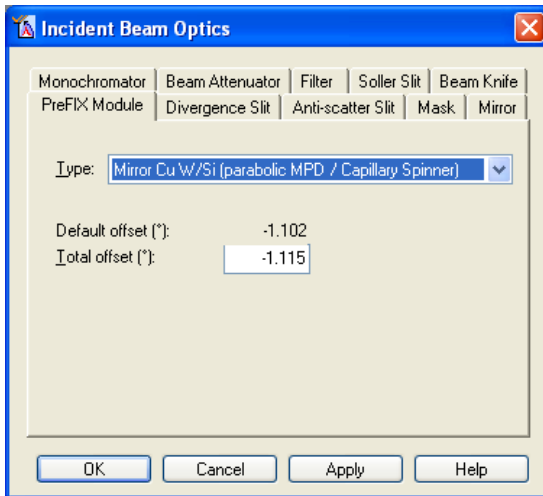 Incident Beam Optics
Monochromator Beam Attenuator Filter Soller Slit Beam Knife
PreFIX Module Divergence Slit Anti-scatter Slit Mask Mirror
Type: Mirror Cu W/Si (parabolic MPD / Capillary Spinner)
Default offset (°): -1.102
Total offset (°): -1.115
OK Cancel Apply Help